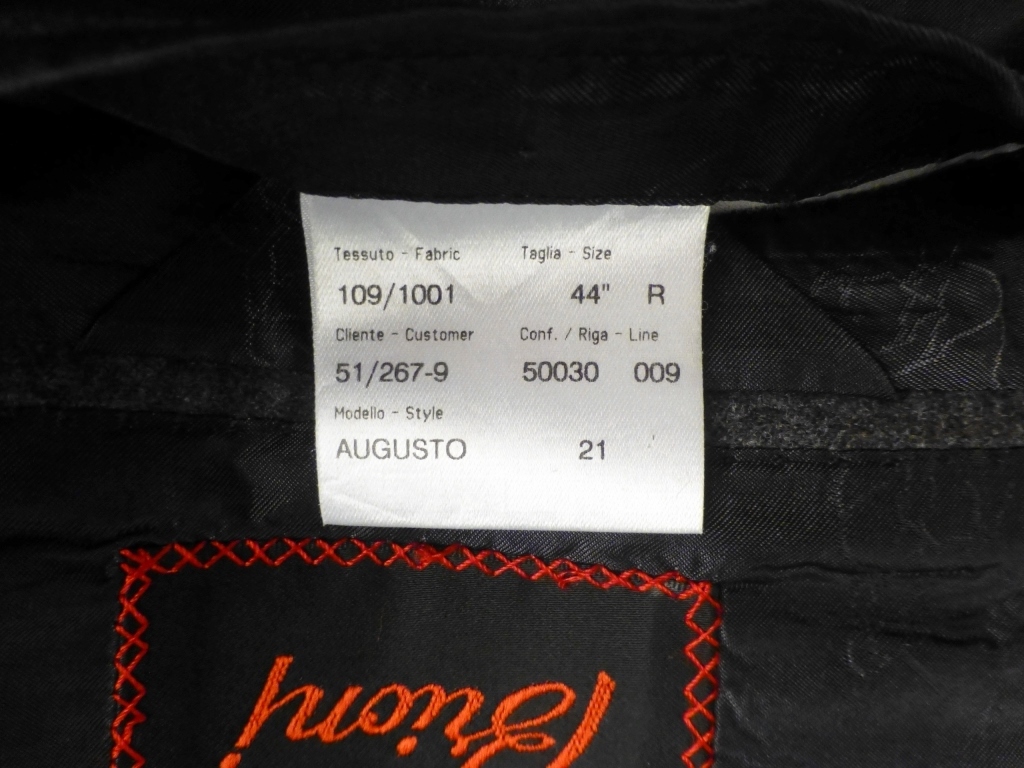 Tessuto - Fabric Taglia - Size
109/1001 44" R
Cliente - Customer Conf. / Riga - Line
51/267-9 50030 009
Modello - Style
AUGUSTO 21
Brioni